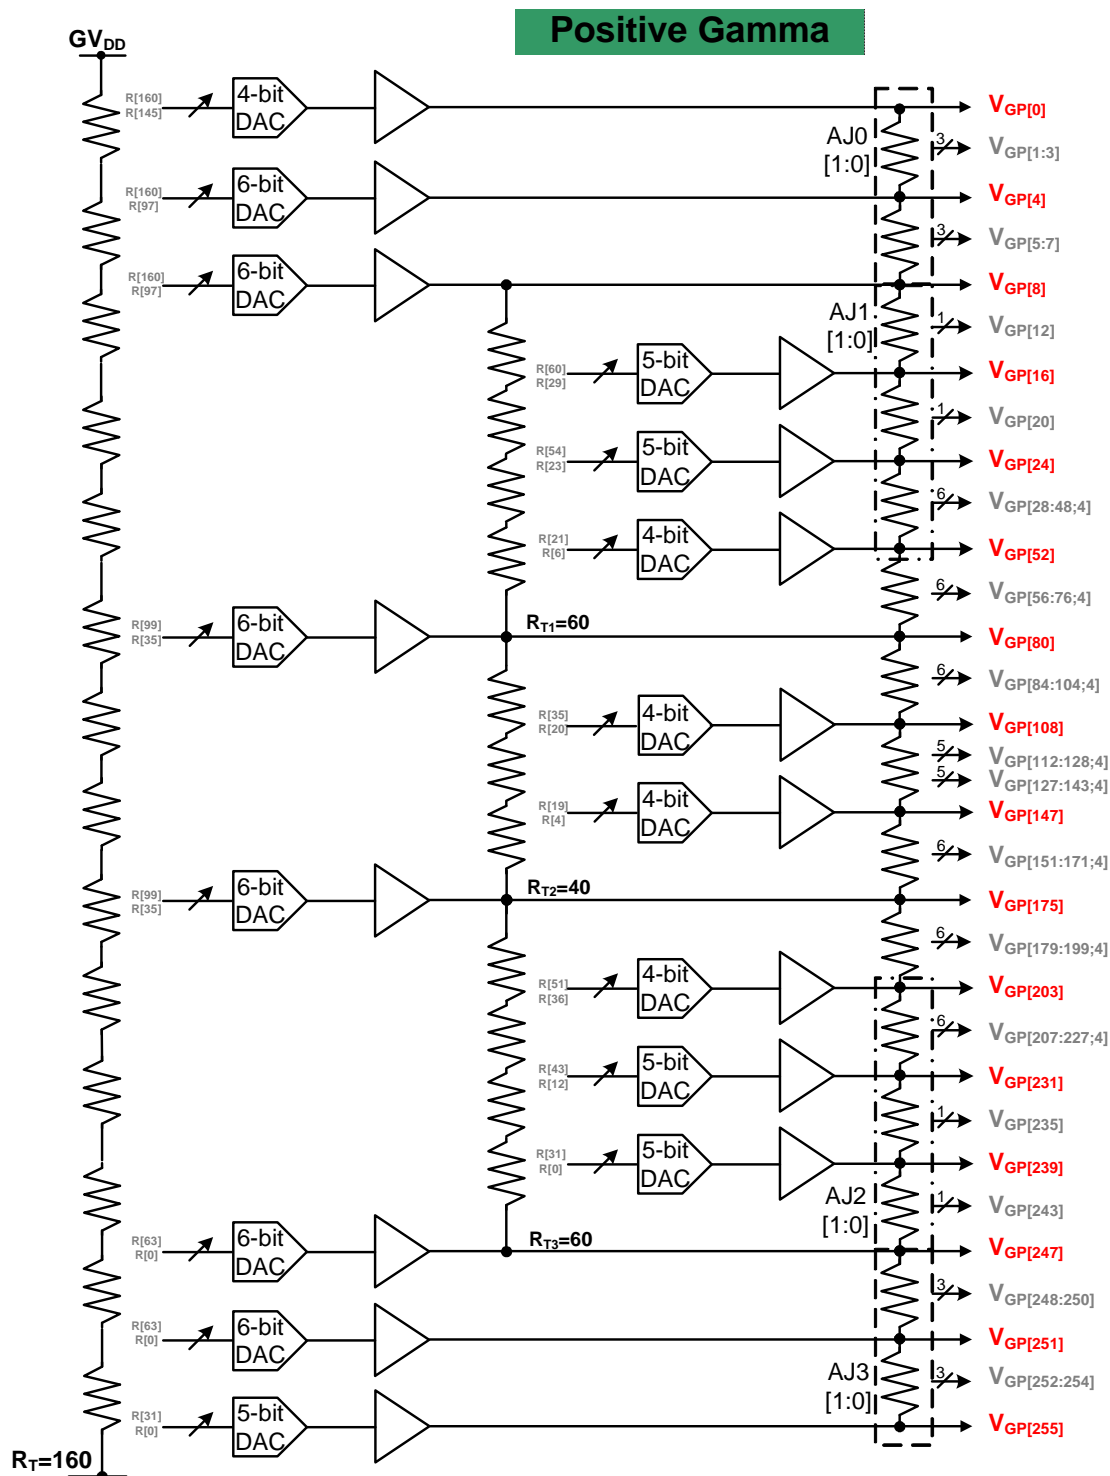 Positive Gamma
GVDD
R[160]
R[145]
4-bit
DAC
VGP[0]
AJ0
[1:0]
3
VGP[1:3]
R[160]
R[97]
6-bit
DAC
VGP[4]
3
VGP[5:7]
R[160]
R[97]
6-bit
DAC
VGP[8]
AJ1
[1:0]
1
VGP[12]
R[60]
R[29]
5-bit
DAC
VGP[16]
1
VGP[20]
R[54]
R[23]
5-bit
DAC
VGP[24]
6
VGP[28:48;4]
R[21]
R[6]
4-bit
DAC
VGP[52]
6
VGP[56:76;4]
R[99]
R[35]
6-bit
DAC
RT1=60
VGP[80]
6
VGP[84:104;4]
R[35]
R[20]
4-bit
DAC
VGP[108]
5
VGP[112:128;4]
5
VGP[127:143;4]
R[19]
R[4]
4-bit
DAC
VGP[147]
6
VGP[151:171;4]
R[99]
R[35]
6-bit
DAC
RT2=40
VGP[175]
6
VGP[179:199;4]
R[51]
R[36]
4-bit
DAC
VGP[203]
6
VGP[207:227;4]
R[43]
R[12]
5-bit
DAC
VGP[231]
1
VGP[235]
R[31]
R[0]
5-bit
DAC
VGP[239]
AJ2
[1:0]
1
VGP[243]
R[63]
R[0]
6-bit
DAC
RT3=60
VGP[247]
3
VGP[248:250]
R[63]
R[0]
6-bit
DAC
VGP[251]
AJ3
[1:0]
3
VGP[252:254]
R[31]
R[0]
5-bit
DAC
VGP[255]
RT=160